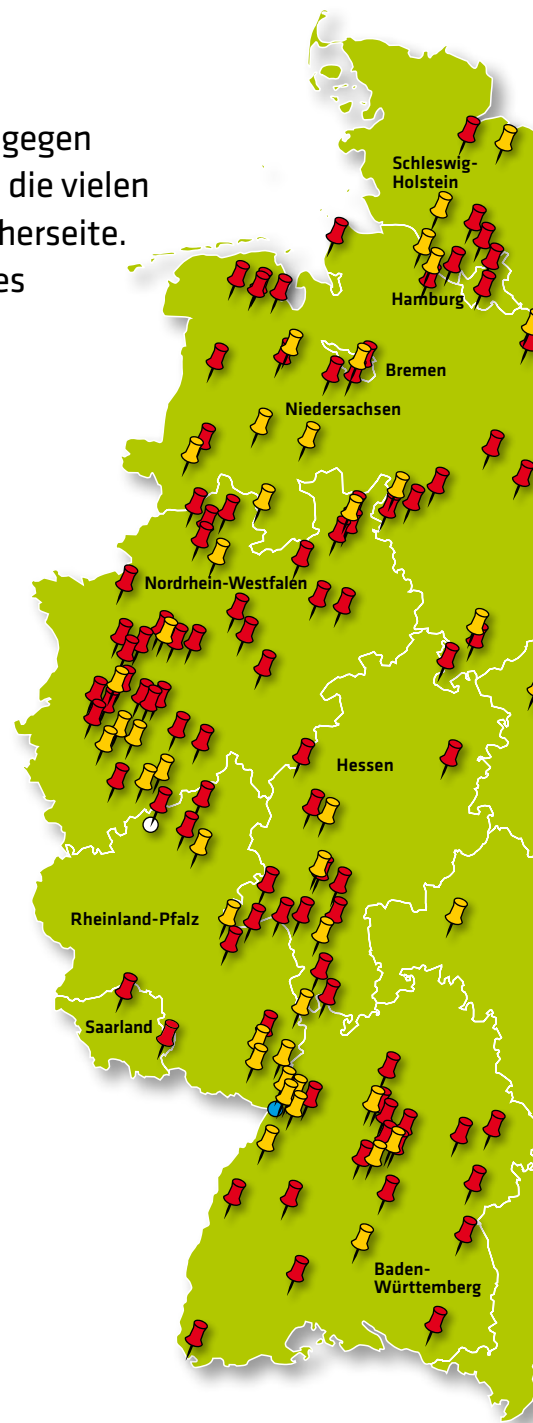 gegen
die vielen
herseite.
es
Schleswig-
Holstein
Hamburg
Bremen
Niedersachsen
Nordrhein-Westfalen
Hessen
Rheinland-Pfalz
Saarland
Baden-
Württemberg